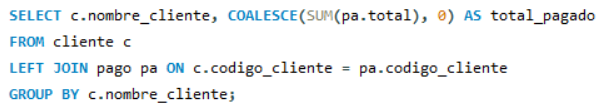 SELECT c.nombre_cliente, COALESCE(SUM(pa.total), 0) AS total_pagado
FROM cliente c
LEFT JOIN pago pa ON c.codigo_cliente = pa.codigo_cliente
GROUP BY c.nombre_cliente;